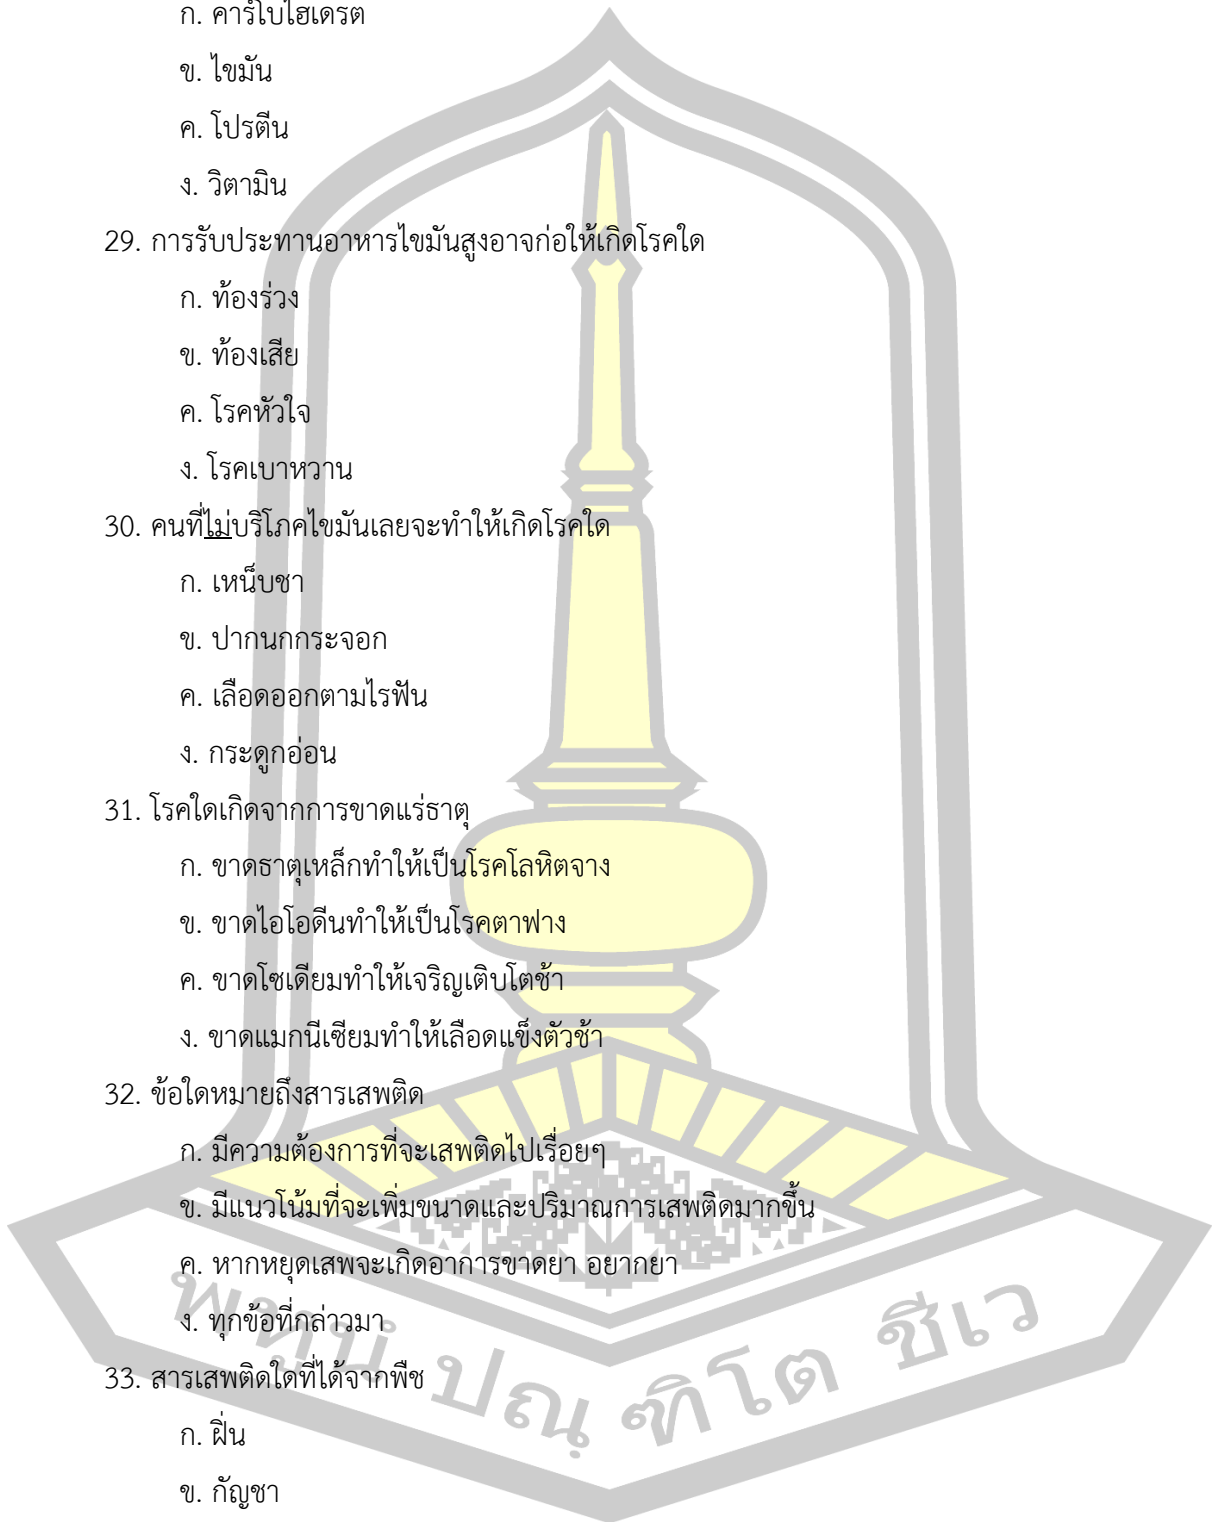 ก. คาร์โบไฮเดรต
ข. ไขมัน
ค. โปรตีน
ง. วิตามิน
29. การรับประทานอาหารไขมันสูงอาจก่อให้เกิดโรคใด
ก. ท้องร่วง
ข. ท้องเสีย
ค. โรคหัวใจ
ง. โรคเบาหวาน
30. คนที่ไม่บริโภคไขมันเลยจะทำให้เกิดโรคใด
ก. เหน็บชา
ข. ปากนกกระจอก
ค. เลือดออกตามไรฟัน
ง. กระดูกอ่อน
31. โรคใดเกิดจากการขาดแร่ธาตุ
ก. ขาดธาตุเหล็กทำให้เป็นโรคโลหิตจาง
ข. ขาดไอโอดีนทำให้เป็นโรคตาฟาง
ค. ขาดโซเดียมทำให้เจริญเติบโตช้า
ง. ขาดแมกนีเซียมทำให้เลือดแข็งตัวช้า
32. ข้อใดหมายถึงสารเสพติด
ก. มีความต้องการที่จะเสพติดไปเรื่อยๆ
ข. มีแนวโน้มที่จะเพิ่มขนาดและปริมาณการเสพติดมากขึ้น
ค. หากหยุดเสพจะเกิดอาการขาดยา อยากยา
ง. ทุกข้อที่กล่าวมา
33. สารเสพติดใดที่ได้จากพืช
ก. ฝิ่น
ข. กัญชา
พหูนํ ปณฺฑิโต ชีเว